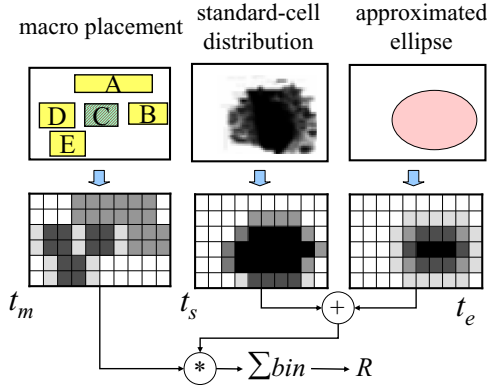 macro placement
standard-cell distribution
approximated ellipse
A
D C B
E
t_m t_s t_e
+
* ∑bin R